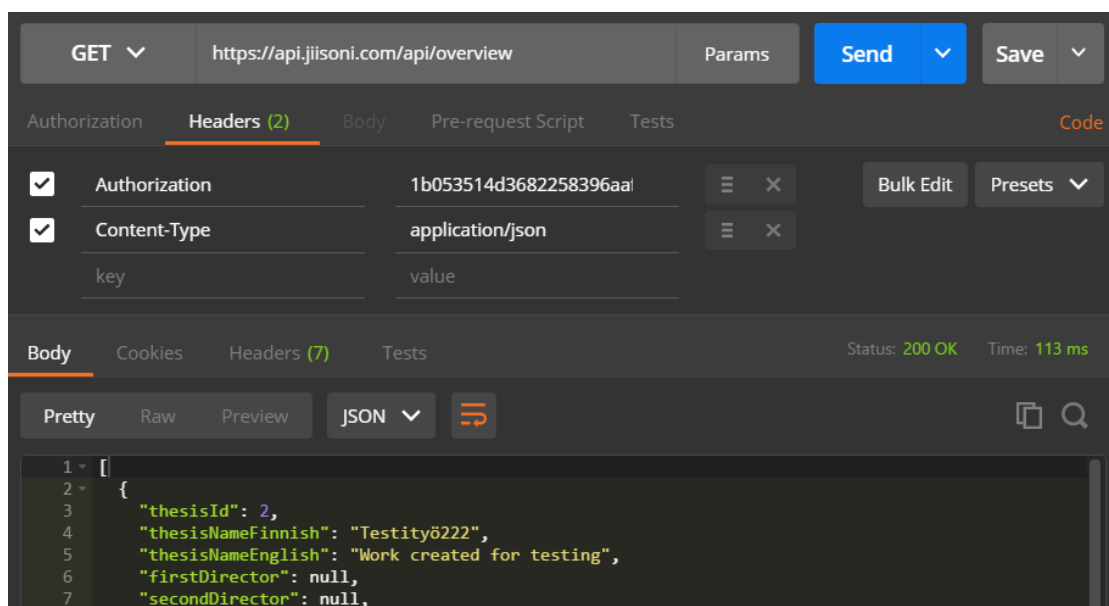 GET https://api.jiisoni.com/api/overview Params Send Save
Authorization Headers (2) Body Pre-request Script Tests Code
Authorization 1b053514d3682258396aa Bulk Edit Presets
Content-Type application/json
key value
Body Cookies Headers (7) Tests Status: 200 OK Time: 113 ms
Pretty Raw Preview JSON
1 [
2 {
3 "thesisId": 2,
4 "thesisNameFinnish": "Testityö222",
5 "thesisNameEnglish": "Work created for testing",
6 "firstDirector": null,
7 "secondDirector": null,